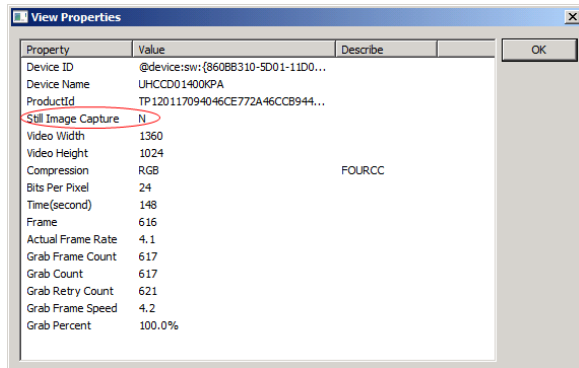 View Properties
Property Value Describe OK
Device ID @device:sw:{860BB310-5D01-11D0...
Device Name UHCCD01400KPA
ProductId TP120117094046CE772A46CCB944...
Still Image Capture N
Video Width 1360
Video Height 1024
Compression RGB FOURCC
Bits Per Pixel 24
Time(second) 148
Frame 616
Actual Frame Rate 4.1
Grab Frame Count 617
Grab Count 617
Grab Retry Count 621
Grab Frame Speed 4.2
Grab Percent 100.0%